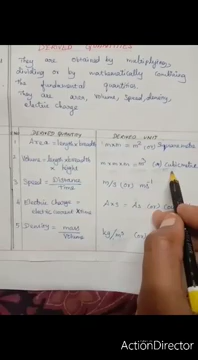 DERIVED QUANTITIES
They are obtained by multiplying,
dividing or by mathematically combining
the fundamental quantities.
They are area, volume, speed, density,
electric charge
DERIVED QUANTITY DERIVED UNIT
1 Area = length x breadth m x m = m² (or) square metre
2 Volume = length x breadth x height m x m x m = m³ (or) cubic metre
3 Speed = Distance / Time m/s (or) ms⁻¹
4 Electric charge = electric current x time A x s = As (or)
5 Density = mass / volume kg/m³ (or)